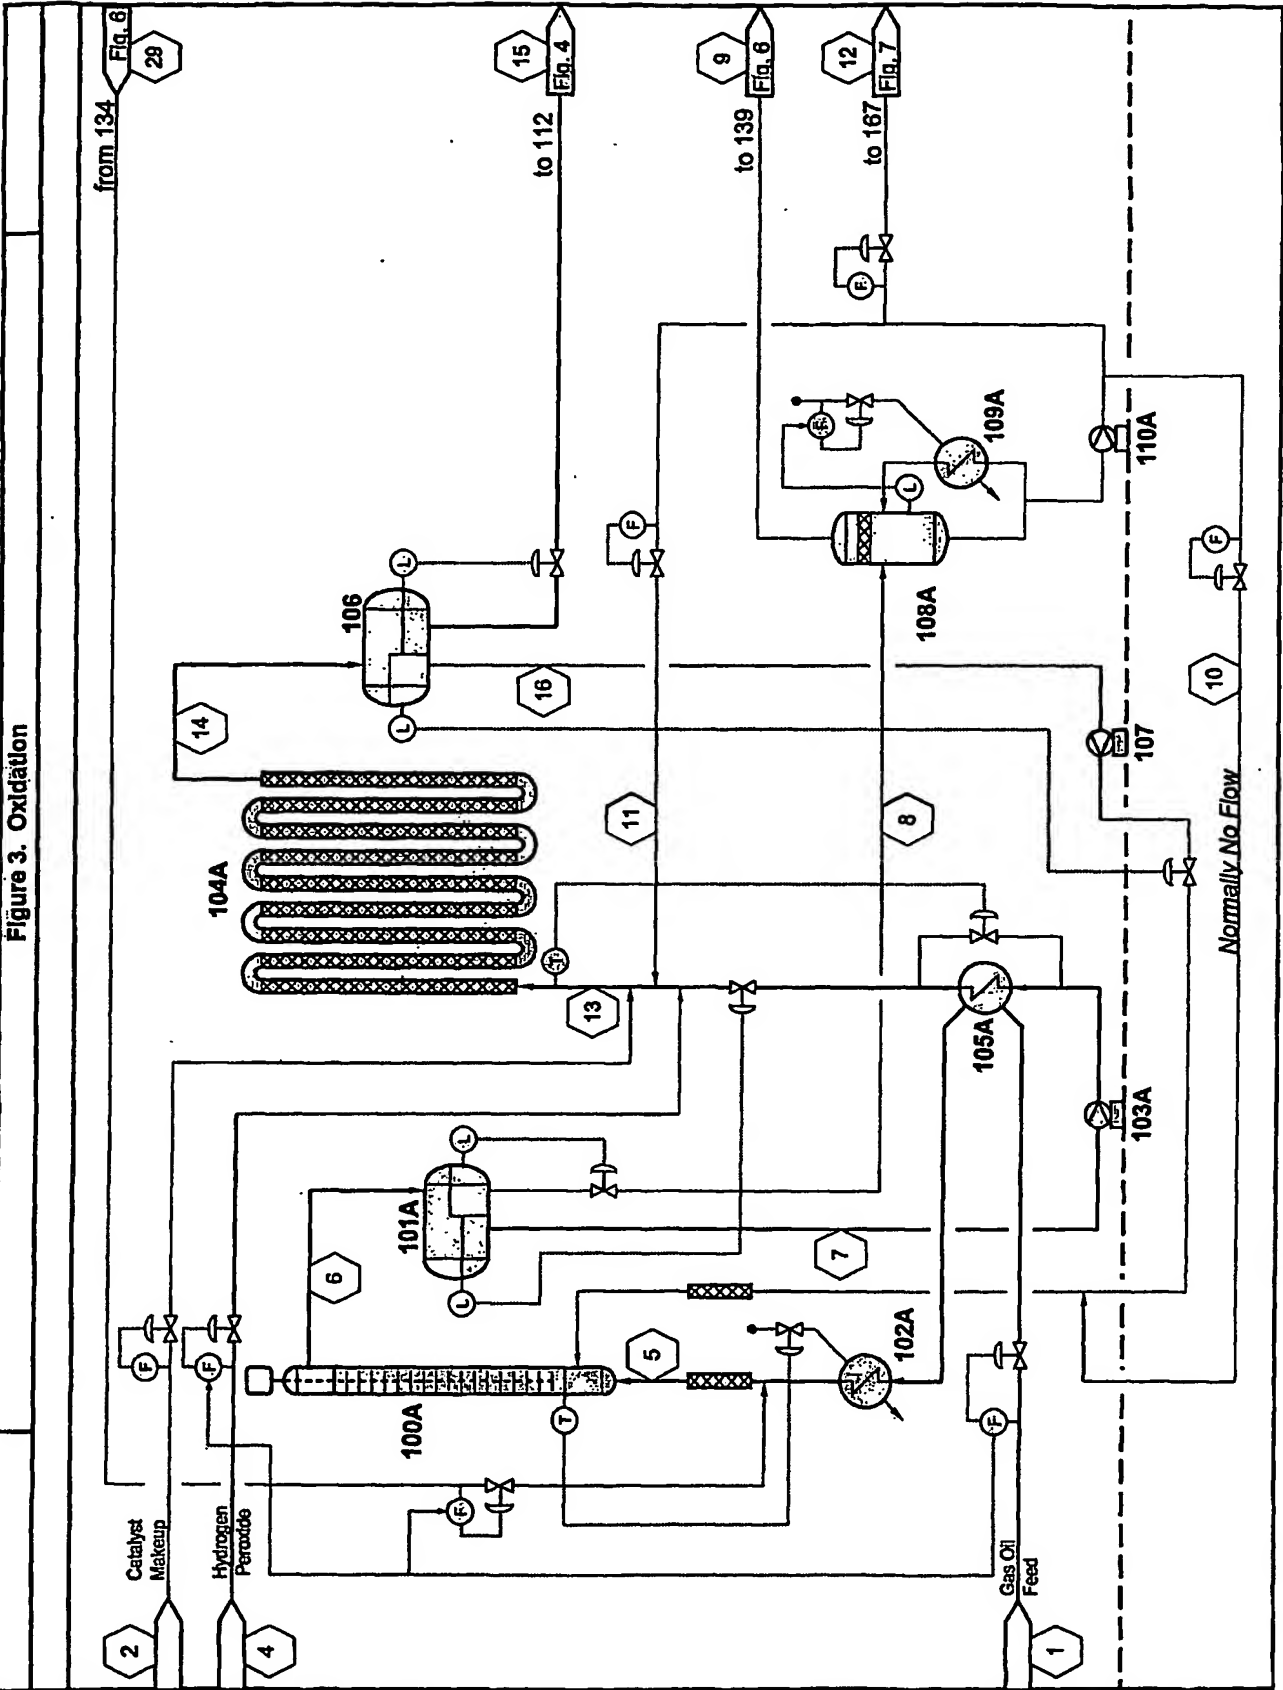 Figure 3. Oxidation
Fig. 6
29
from 134
15
Fig. 4
to 112
9
Fig. 6
to 139
12
Fig. 7
to 167
106
L
L
14
16
104A
F
11
T
13
F
F
L
109A
108A
110A
8
F
10
107
Normally No Flow
105A
103A
L
101A
L
6
7
F
F
5
102A
100A
T
F
F
Catalyst
Makeup
Hydrogen
Peroxide
Gas Oil
Feed
2
4
1